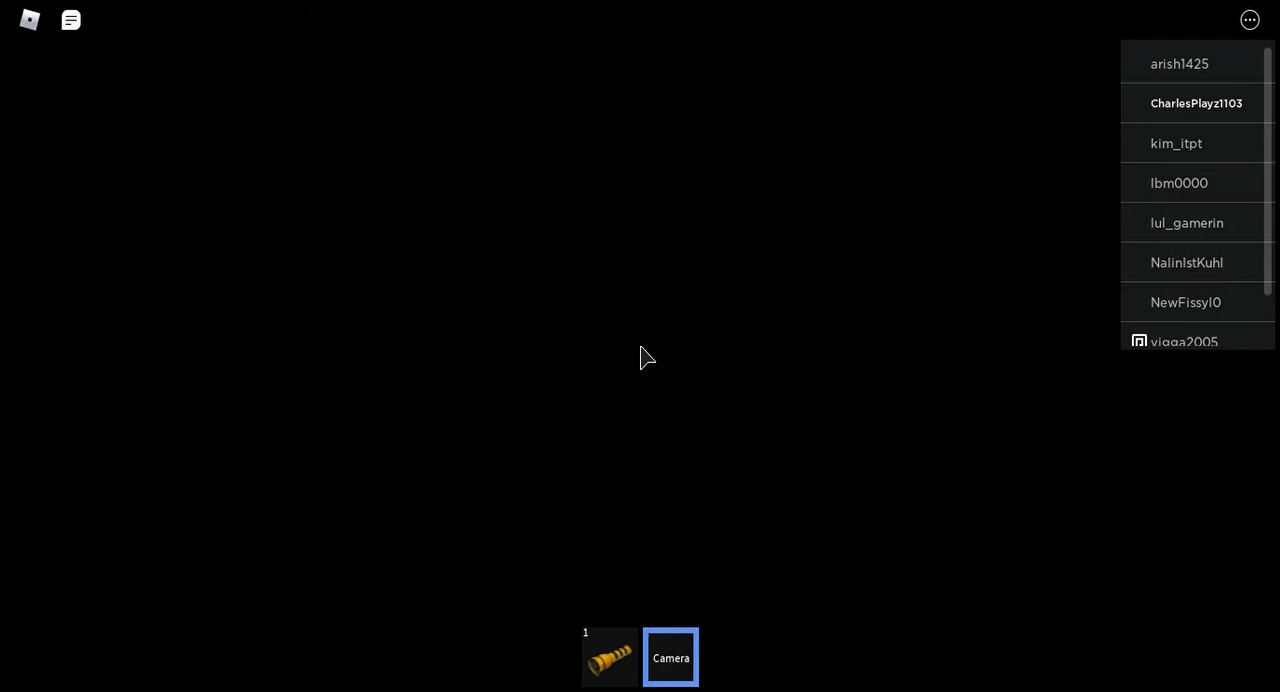 arish1425
CharlesPlayz1103
kim_itpt
lbm0000
lul_gamerin
NalinIstKuhl
NewFissyl0
vigga2005
1
Camera